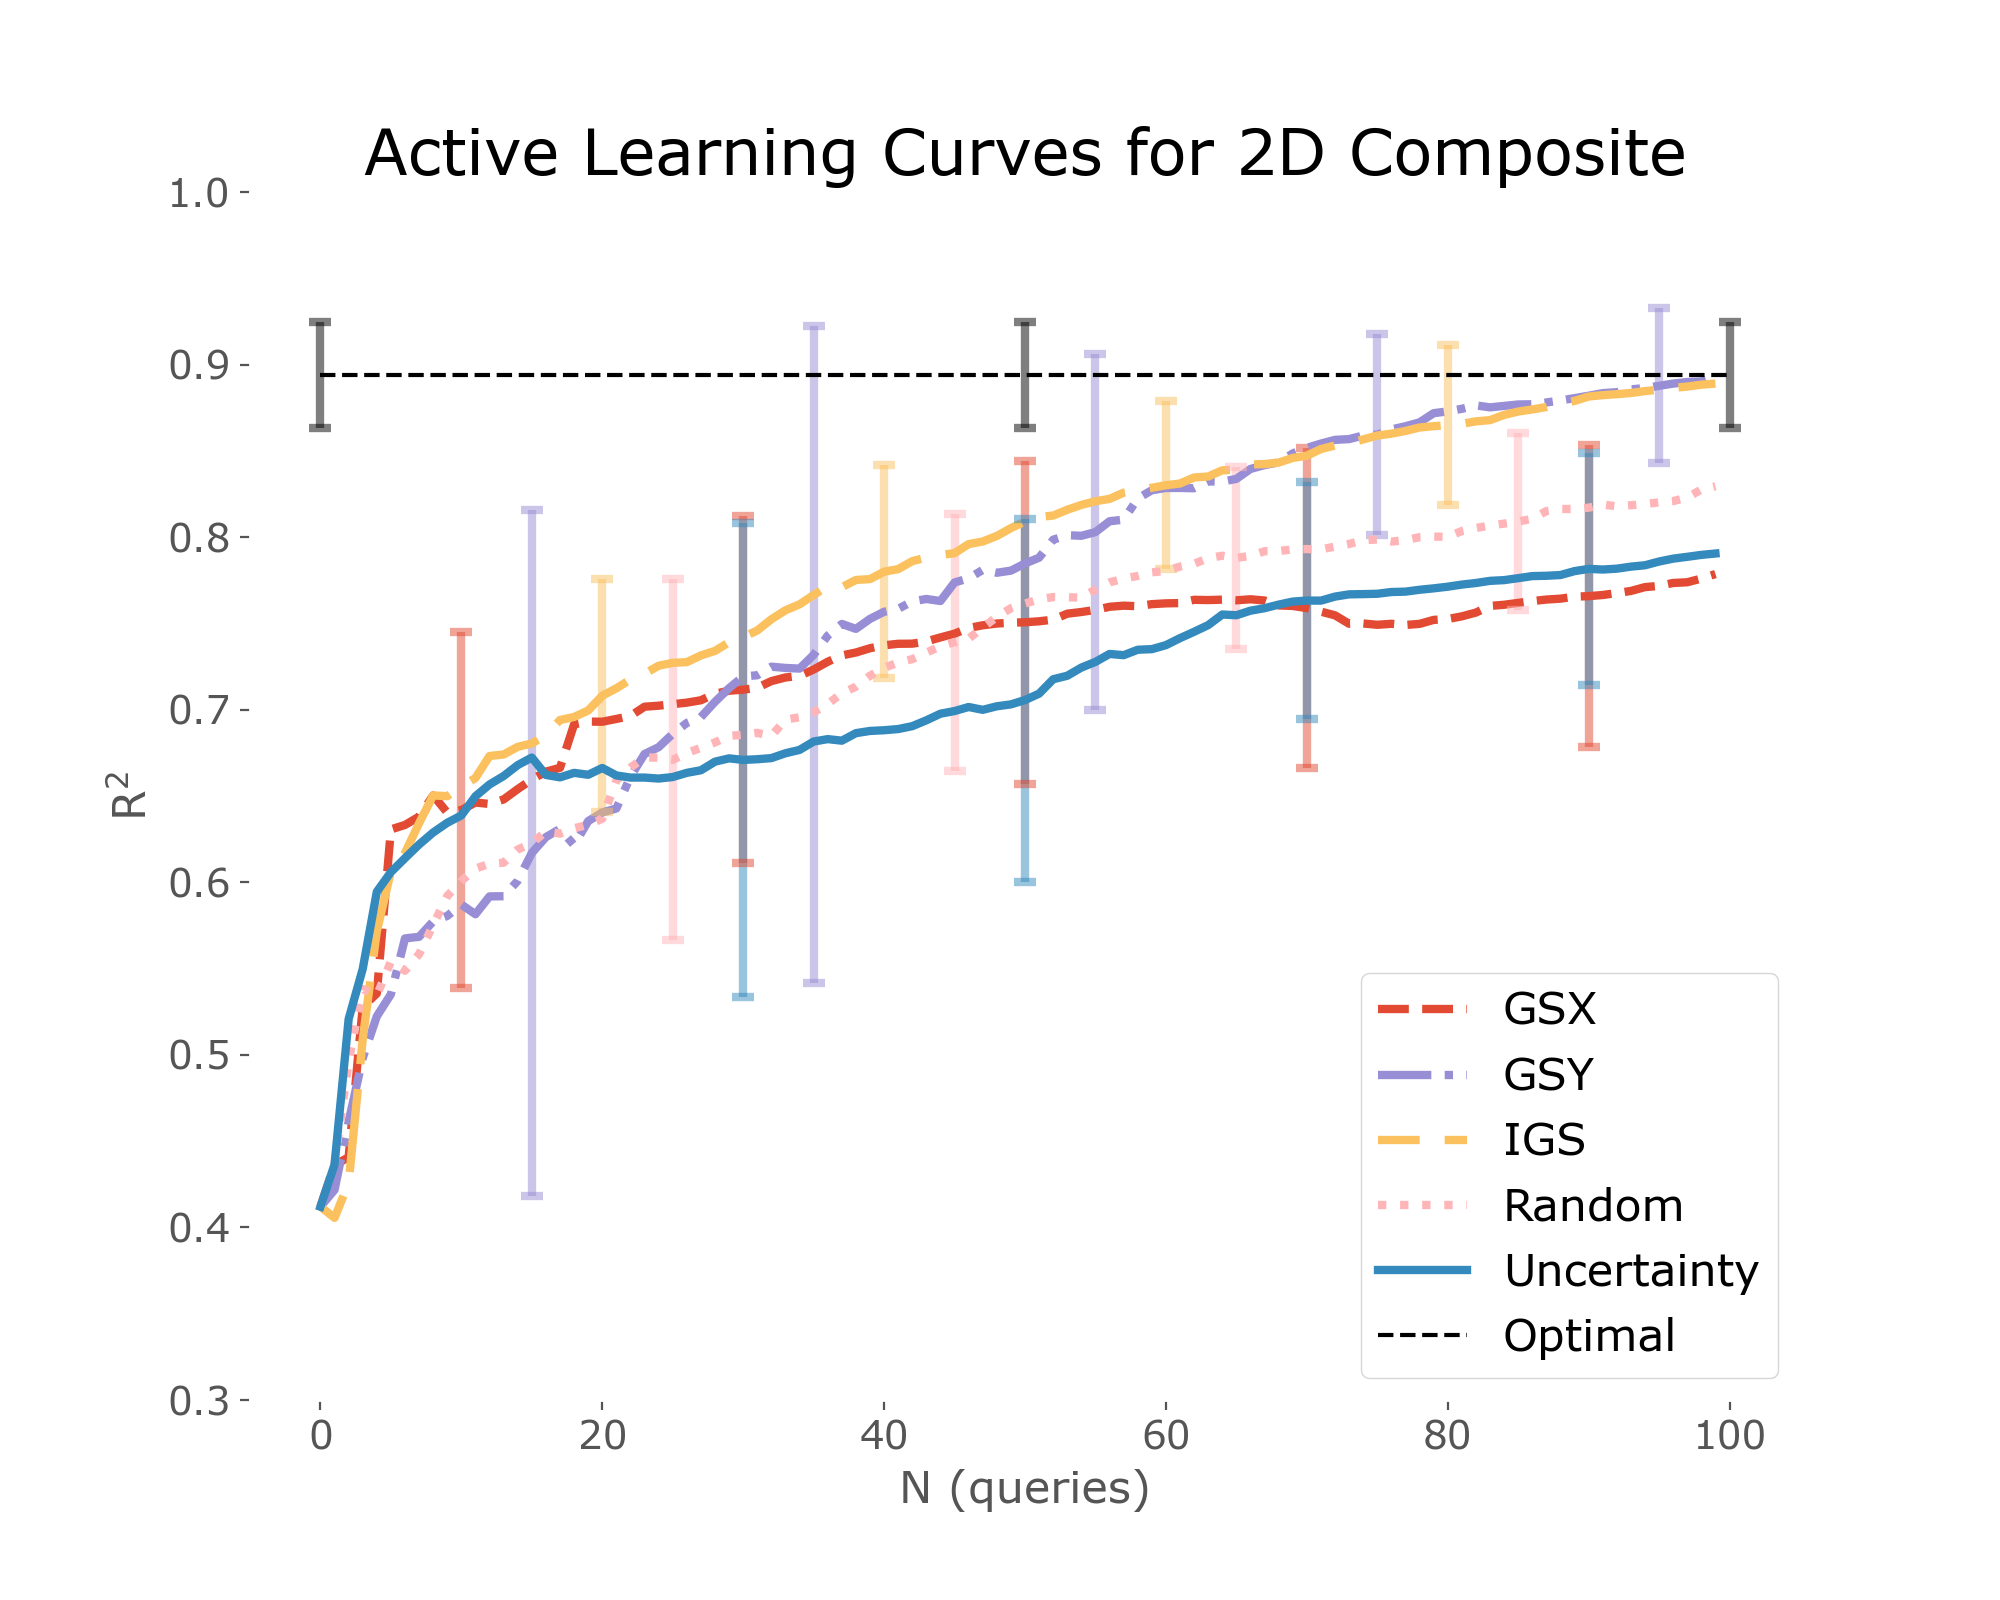 Active Learning Curves for 2D Composite
1.0
0.9
0.8
0.7
0.6
0.5
0.4
0.3
R²
0 20 40 60 80 100
N (queries)
GSX
GSY
IGS
Random
Uncertainty
Optimal